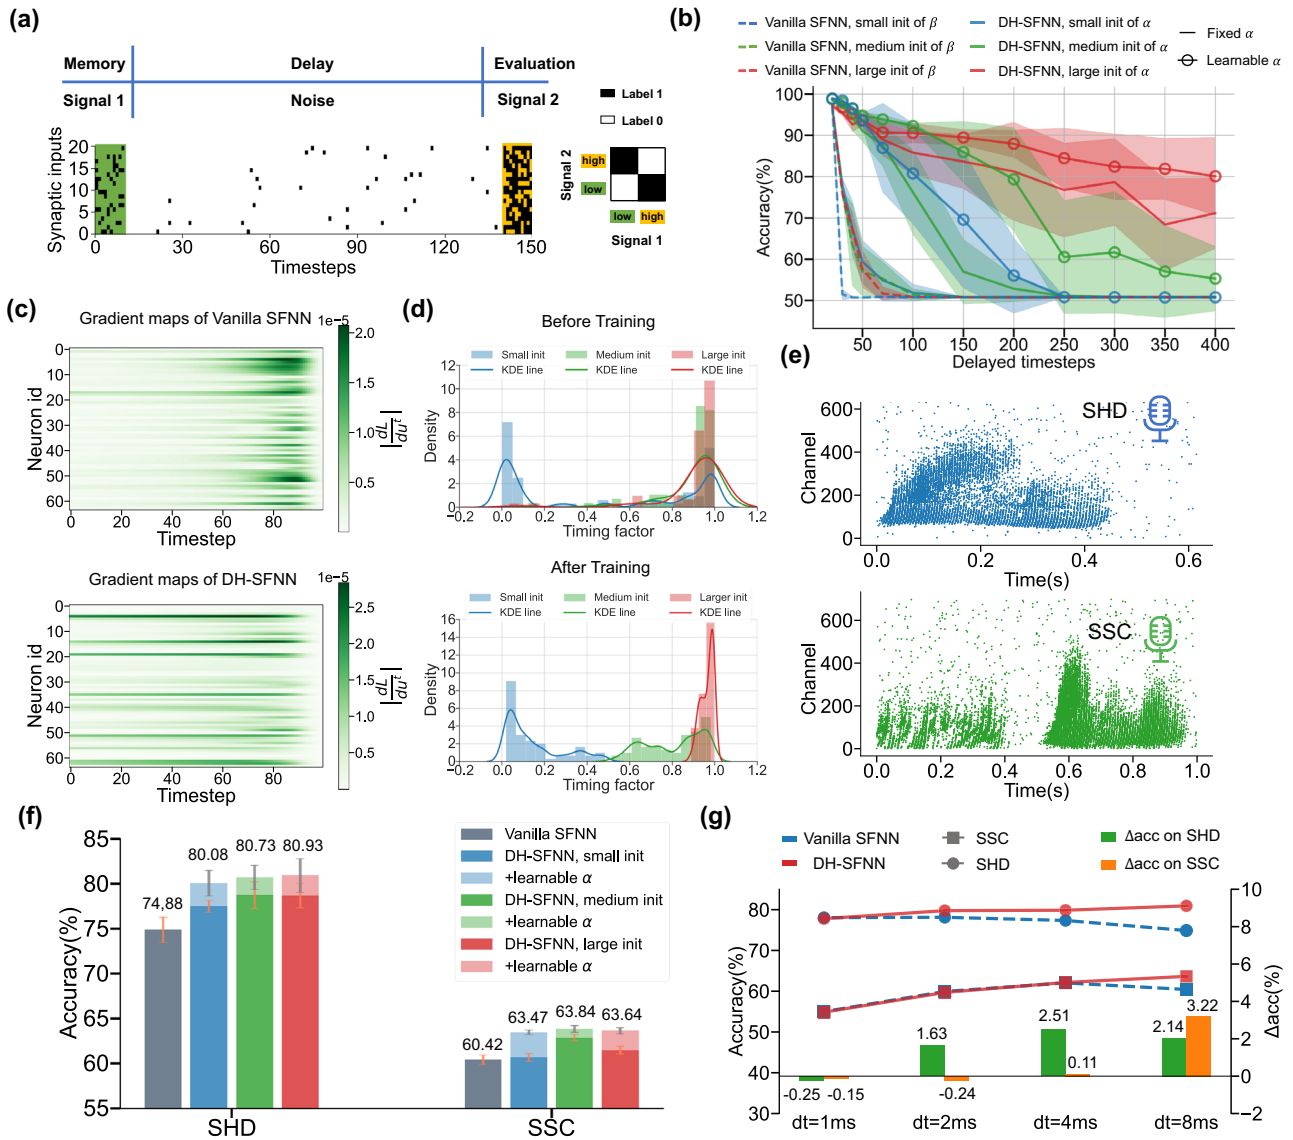 (a)
Memory Delay Evaluation
Signal 1 Noise Signal 2
Label 1
Label 0
Synaptic inputs
20
15
10
5
0
0 30 60 90 120 150
Timesteps
Signal 2
high
low
low high
Signal 1
(b)
Vanilla SFNN, small init of β
Vanilla SFNN, medium init of β
Vanilla SFNN, large init of β
DH-SFNN, small init of α
DH-SFNN, medium init of α
DH-SFNN, large init of α
Fixed α
Learnable α
Accuracy(%)
100
90
80
70
60
50
50 100 150 200 250 300 350 400
Delayed timesteps
(c)
Gradient maps of Vanilla SFNN
1e−5
Neuron id
0
10
20
30
40
50
60
0 20 40 60 80
Timestep
2.0
1.5
1.0
0.5
|dL/duᵗ|
Gradient maps of DH-SFNN
1e−5
Neuron id
0
10
20
30
40
50
60
0 20 40 60 80
Timestep
2.5
2.0
1.5
1.0
0.5
|dL/duᵗ|
(d)
Before Training
Small init Medium init Large init
KDE line KDE line KDE line
Density
12
10
8
6
4
2
0
−0.2 0.0 0.2 0.4 0.6 0.8 1.0 1.2
Timing factor
After Training
Small init Medium init Larger init
KDE line KDE line KDE line
Density
16
14
12
10
8
6
4
2
0
−0.2 0.0 0.2 0.4 0.6 0.8 1.0 1.2
Timing factor
(e)
SHD
Channel
600
400
200
0
0.0 0.2 0.4 0.6
Time(s)
SSC
Channel
600
400
200
0
0.0 0.2 0.4 0.6 0.8 1.0
Time(s)
(f)
Accuracy(%)
85
80
75
70
65
60
55
74,88 80.08 80.73 80.93
60.42 63.47 63.84 63.64
SHD SSC
Vanilla SFNN
DH-SFNN, small init
+learnable α
DH-SFNN, medium init
+learnable α
DH-SFNN, large init
+learnable α
(g)
Vanilla SFNN SSC Δacc on SHD
DH-SFNN SHD Δacc on SSC
Accuracy(%)
80
70
60
50
40
30
10
8
6
4
2
0
−2
Δacc(%)
-0.25 -0.15
1.63 -0.24
2.51 0.11
2.14 3.22
dt=1ms dt=2ms dt=4ms dt=8ms